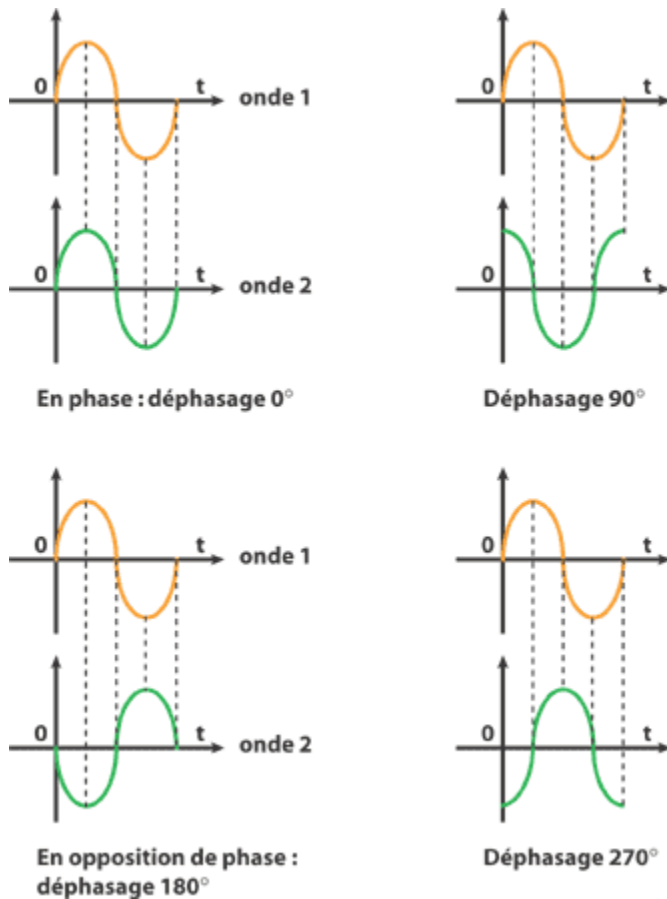 0
t
onde 1
0
t
0
t
onde 2
0
t
En phase : déphasage 0°
Déphasage 90°
0
t
onde 1
0
t
0
t
onde 2
0
t
En opposition de phase :
déphasage 180°
Déphasage 270°